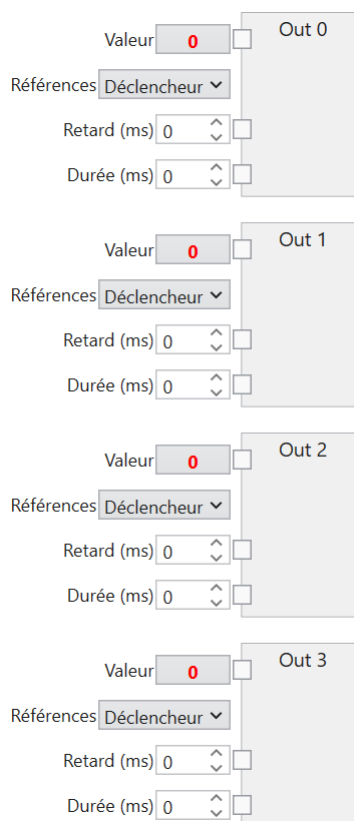 Valeur 0 Out 0
Références Déclencheur
Retard (ms) 0
Durée (ms) 0
Valeur 0 Out 1
Références Déclencheur
Retard (ms) 0
Durée (ms) 0
Valeur 0 Out 2
Références Déclencheur
Retard (ms) 0
Durée (ms) 0
Valeur 0 Out 3
Références Déclencheur
Retard (ms) 0
Durée (ms) 0